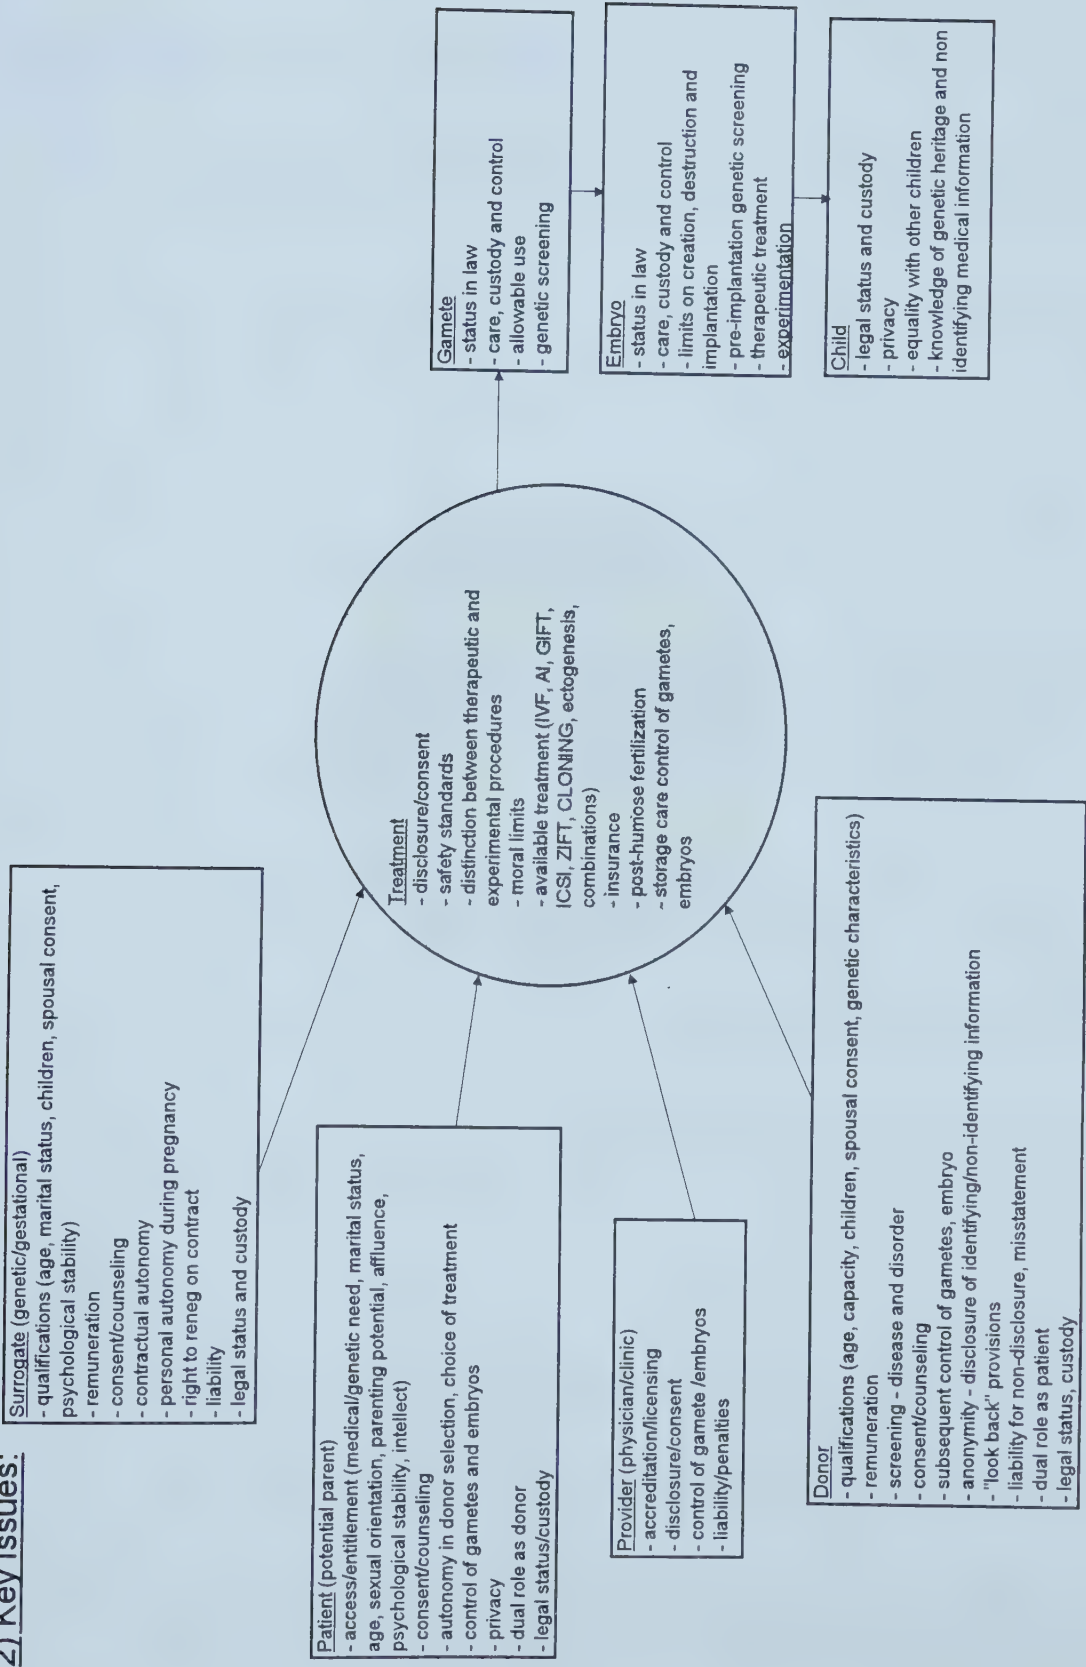 2) Key Issues:
Surrogate (genetic/gestational)
- qualifications (age, marital status, children, spousal consent,
psychological stability)
- remuneration
- consent/counseling
- contractual autonomy
- personal autonomy during pregnancy
- right to reneg on contract
- liability
- legal status and custody
Patient (potential parent)
- access/entitlement (medical/genetic need, marital status,
age, sexual orientation, parenting potential, affluence,
psychological stability, intellect)
- consent/counseling
- autonomy in donor selection, choice of treatment
- control of gametes and embryos
- privacy
- dual role as donor
- legal status/custody
Provider (physician/clinic)
- accreditation/licensing
- disclosure/consent
- control of gamete /embryos
- liability/penalties
Donor
- qualifications (age, capacity, children, spousal consent, genetic characteristics)
- remuneration
- screening - disease and disorder
- consent/counseling
- subsequent control of gametes, embryo
- anonymity - disclosure of identifying/non-identifying information
- "look back" provisions
- liability for non-disclosure, misstatement
- dual role as patient
- legal status, custody
Treatment
- disclosure/consent
- safety standards
- distinction between therapeutic and
experimental procedures
- moral limits
- available treatment (IVF, AI, GIFT,
ICSI, ZIFT, CLONING, ectogenesis,
combinations)
- insurance
- post-humiose fertilization
~ storage care control of gametes,
embryos
Gamete
- status in law
- care, custody and control
- allowable use
- genetic screening
Embryo
- status in law
- care, custody and control
- limits on creation, destruction and
implantation
- pre-implantation genetic screening
- therapeutic treatment
- experimentation
Child
- legal status and custody
- privacy
- equality with other children
- knowledge of genetic heritage and non
identifying medical information